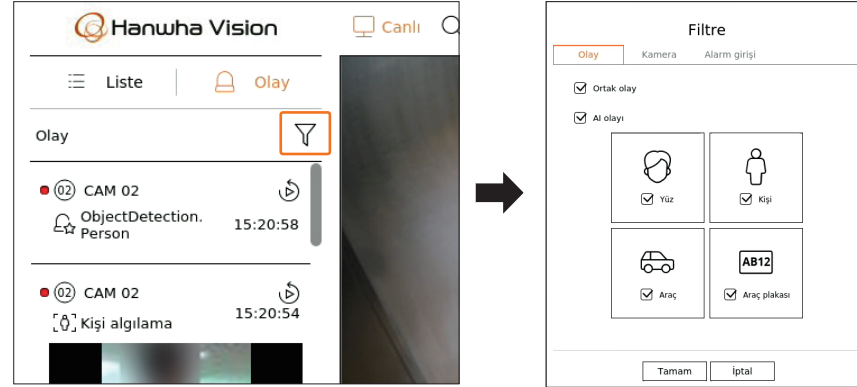 Hanwha Vision
Canlı
Liste
Olay
Olay
02 CAM 02
ObjectDetection.
Person
15:20:58
02 CAM 02
Kişi algılama
15:20:54
Filtre
Olay
Kamera
Alarm girişi
Ortak olay
AI olayı
Yüz
Kişi
AB12
Araç
Araç plakası
Tamam
İptal